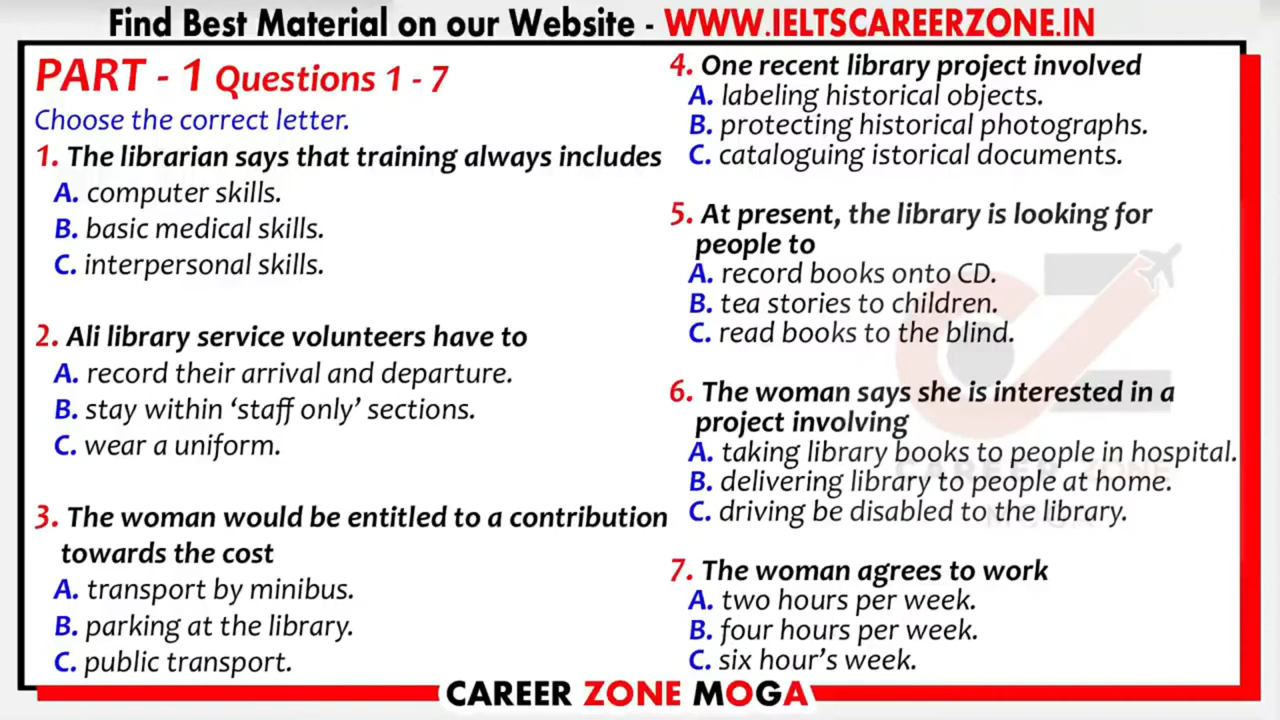 Find Best Material on our Website - WWW.IELTSCAREERZONE.IN
PART - 1 Questions 1 - 7
Choose the correct letter.
1. The librarian says that training always includes
A. computer skills.
B. basic medical skills.
C. interpersonal skills.
2. Ali library service volunteers have to
A. record their arrival and departure.
B. stay within ‘staff only’ sections.
C. wear a uniform.
3. The woman would be entitled to a contribution
towards the cost
A. transport by minibus.
B. parking at the library.
C. public transport.
4. One recent library project involved
A. labeling historical objects.
B. protecting historical photographs.
C. cataloguing istorical documents.
5. At present, the library is looking for
people to
A. record books onto CD.
B. tea stories to children.
C. read books to the blind.
6. The woman says she is interested in a
project involving
A. taking library books to people in hospital.
B. delivering library to people at home.
C. driving be disabled to the library.
7. The woman agrees to work
A. two hours per week.
B. four hours per week.
C. six hour’s week.
CAREER ZONE
MOGA
CAREER ZONE MOGA